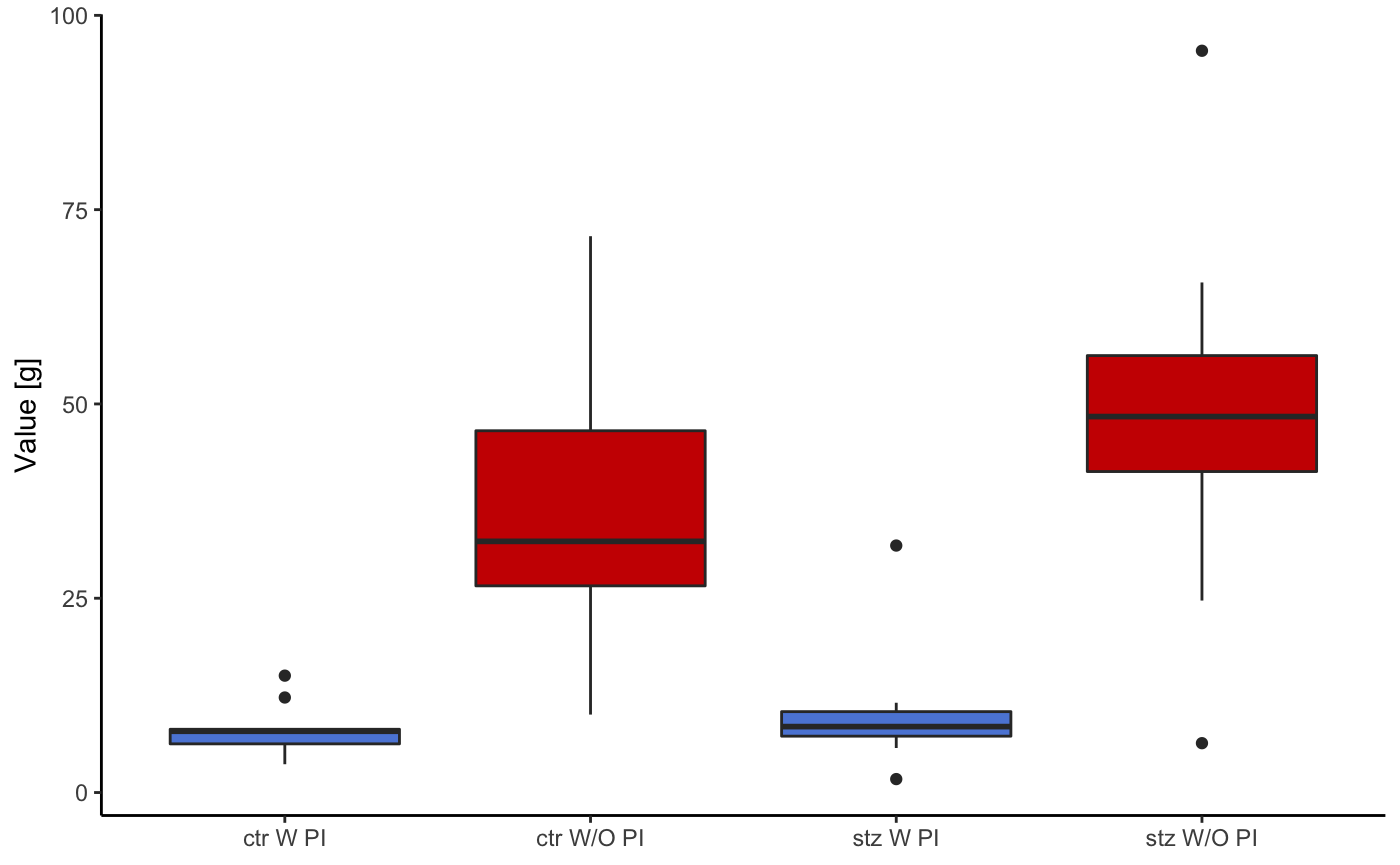 100
75
50
25
0
Value [g]
ctr W PI
ctr W/O PI
stz W PI
stz W/O PI